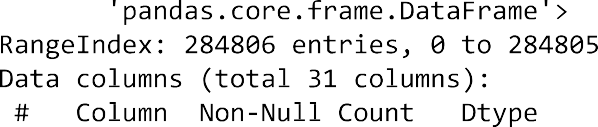 'pandas.core.frame.DataFrame'>
RangeIndex: 284806 entries, 0 to 284805
Data columns (total 31 columns):
# Column Non-Null Count Dtype